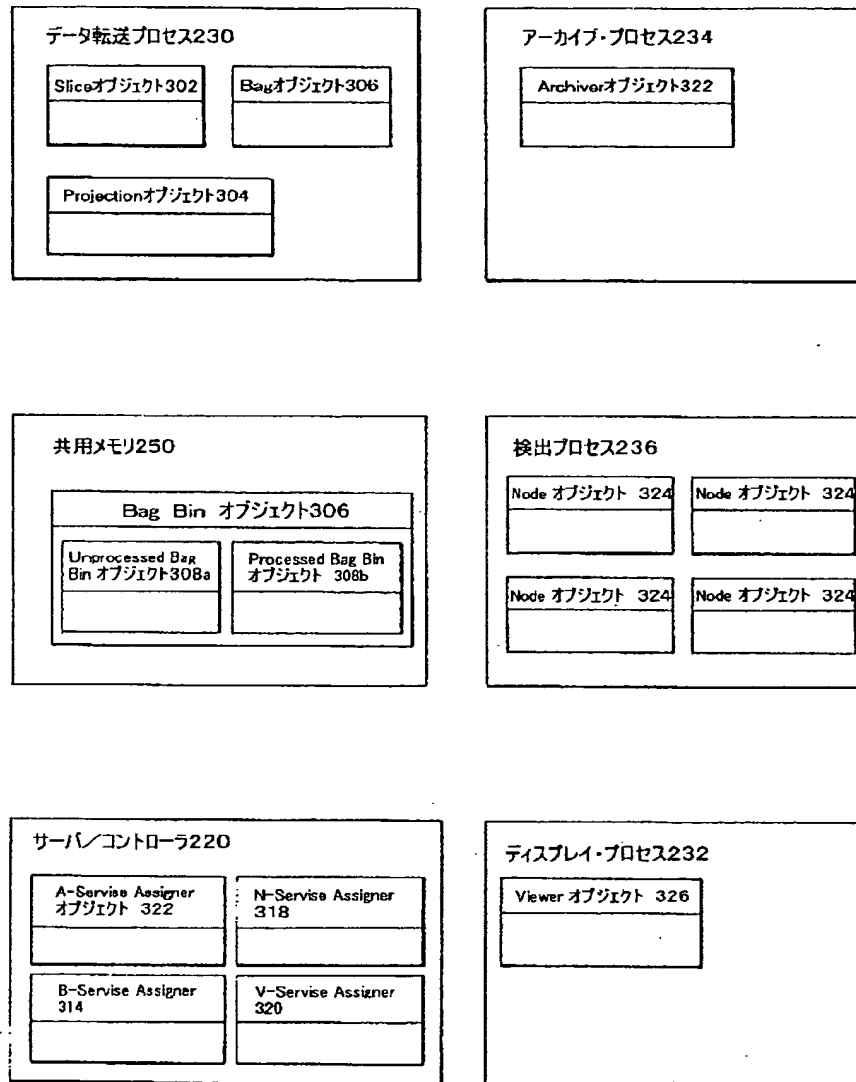 データ転送プロセス230
Sliceオブジェクト302
Bagオブジェクト306
Projectionオブジェクト304
アーカイブ・プロセス234
Archiverオブジェクト322
共用メモリ250
Bag Bin オブジェクト306
Unprocessed Bag
Bin オブジェクト308a
Processed Bag Bin
オブジェクト 308b
検出プロセス236
Node オブジェクト 324
Node オブジェクト 324
Node オブジェクト 324
Node オブジェクト 324
サーバ/コントローラ220
A-Servise Assigner
オブジェクト 322
N-Servise Assigner
318
B-Servise Assigner
314
V-Servise Assigner
320
ディスプレイ・プロセス232
Viewer オブジェクト 326